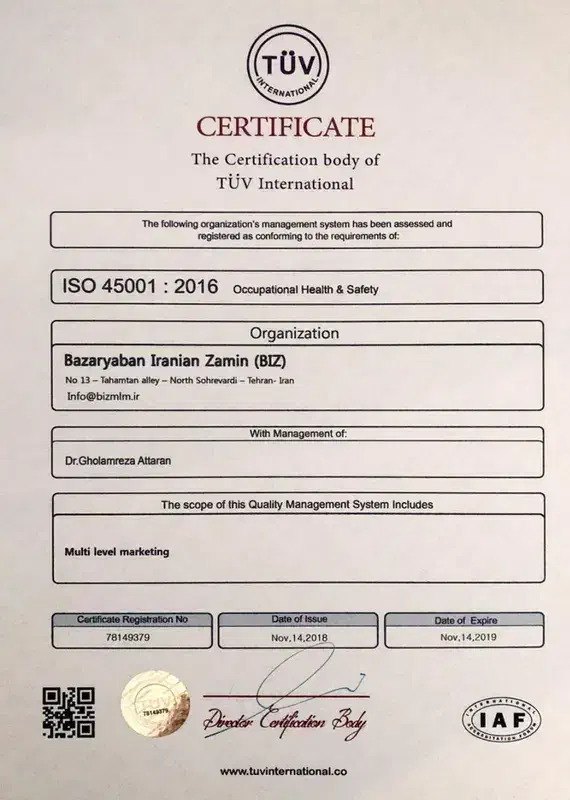 TÜV
INTERNATIONAL
CERTIFICATE
The Certification body of
TÜV International
The following organization's management system has been assessed and
registered as conforming to the requirements of:
ISO 45001 : 2016 Occupational Health & Safety
Organization
Bazaryaban Iranian Zamin (BIZ)
No 13 – Tahamtan alley – North Sohrevardi – Tehran- Iran
Info@bizmlm.ir
With Management of:
Dr.Gholamreza Attaran
The scope of this Quality Management System Includes
Multi level marketing
Certificate Registration No
Date of Issue
Date of Expire
78149379
Nov,14,2018
Nov,14,2019
78149379
Director Certification Body
INTERNATIONAL
IAF
ACCREDITATION FORUM
www.tuvinternational.co